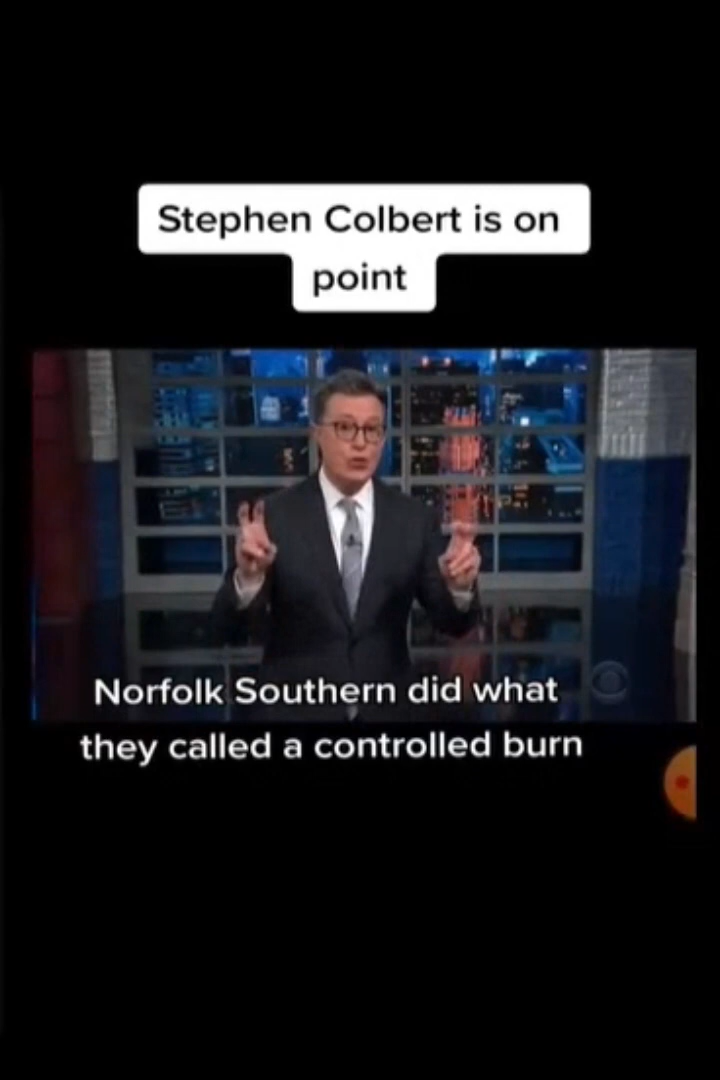 Stephen Colbert is on
point
Norfolk Southern did what
they called a controlled burn